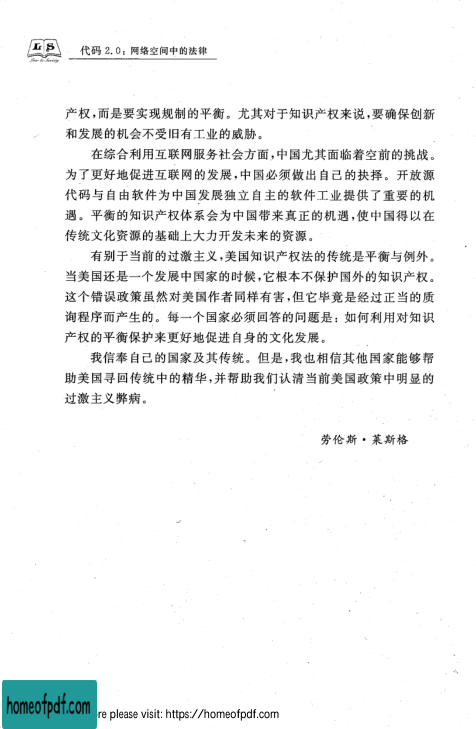 LS
Law & Society
代码 2.0：网络空间中的法律
产权，而是要实现规制的平衡。尤其对于知识产权来说，要确保创新
和发展的机会不受旧有工业的威胁。
在综合利用互联网服务社会方面，中国尤其面临着空前的挑战。
为了更好地促进互联网的发展，中国必须做出自己的抉择。开放源
代码与自由软件为中国发展独立自主的软件工业提供了重要的机
遇。平衡的知识产权体系会为中国带来真正的机遇，使中国得以在
传统文化资源的基础上大力开发未来的资源。
有别于当前的过激主义，美国知识产权法的传统是平衡与例外。
当美国还是一个发展中国家的时候，它根本不保护国外的知识产权。
这个错误政策虽然对美国作者同样有害，但它毕竟是经过正当的质
询程序而产生的。每一个国家必须回答的问题是：如何利用对知识
产权的平衡保护来更好地促进自身的文化发展。
我信奉自己的国家及其传统。但是，我也相信其他国家能够帮
助美国寻回传统中的精华，并帮助我们认清当前美国政策中明显的
过激主义弊病。
劳伦斯·莱斯格
homeofpdf.com
re please visit: https://homeofpdf.com